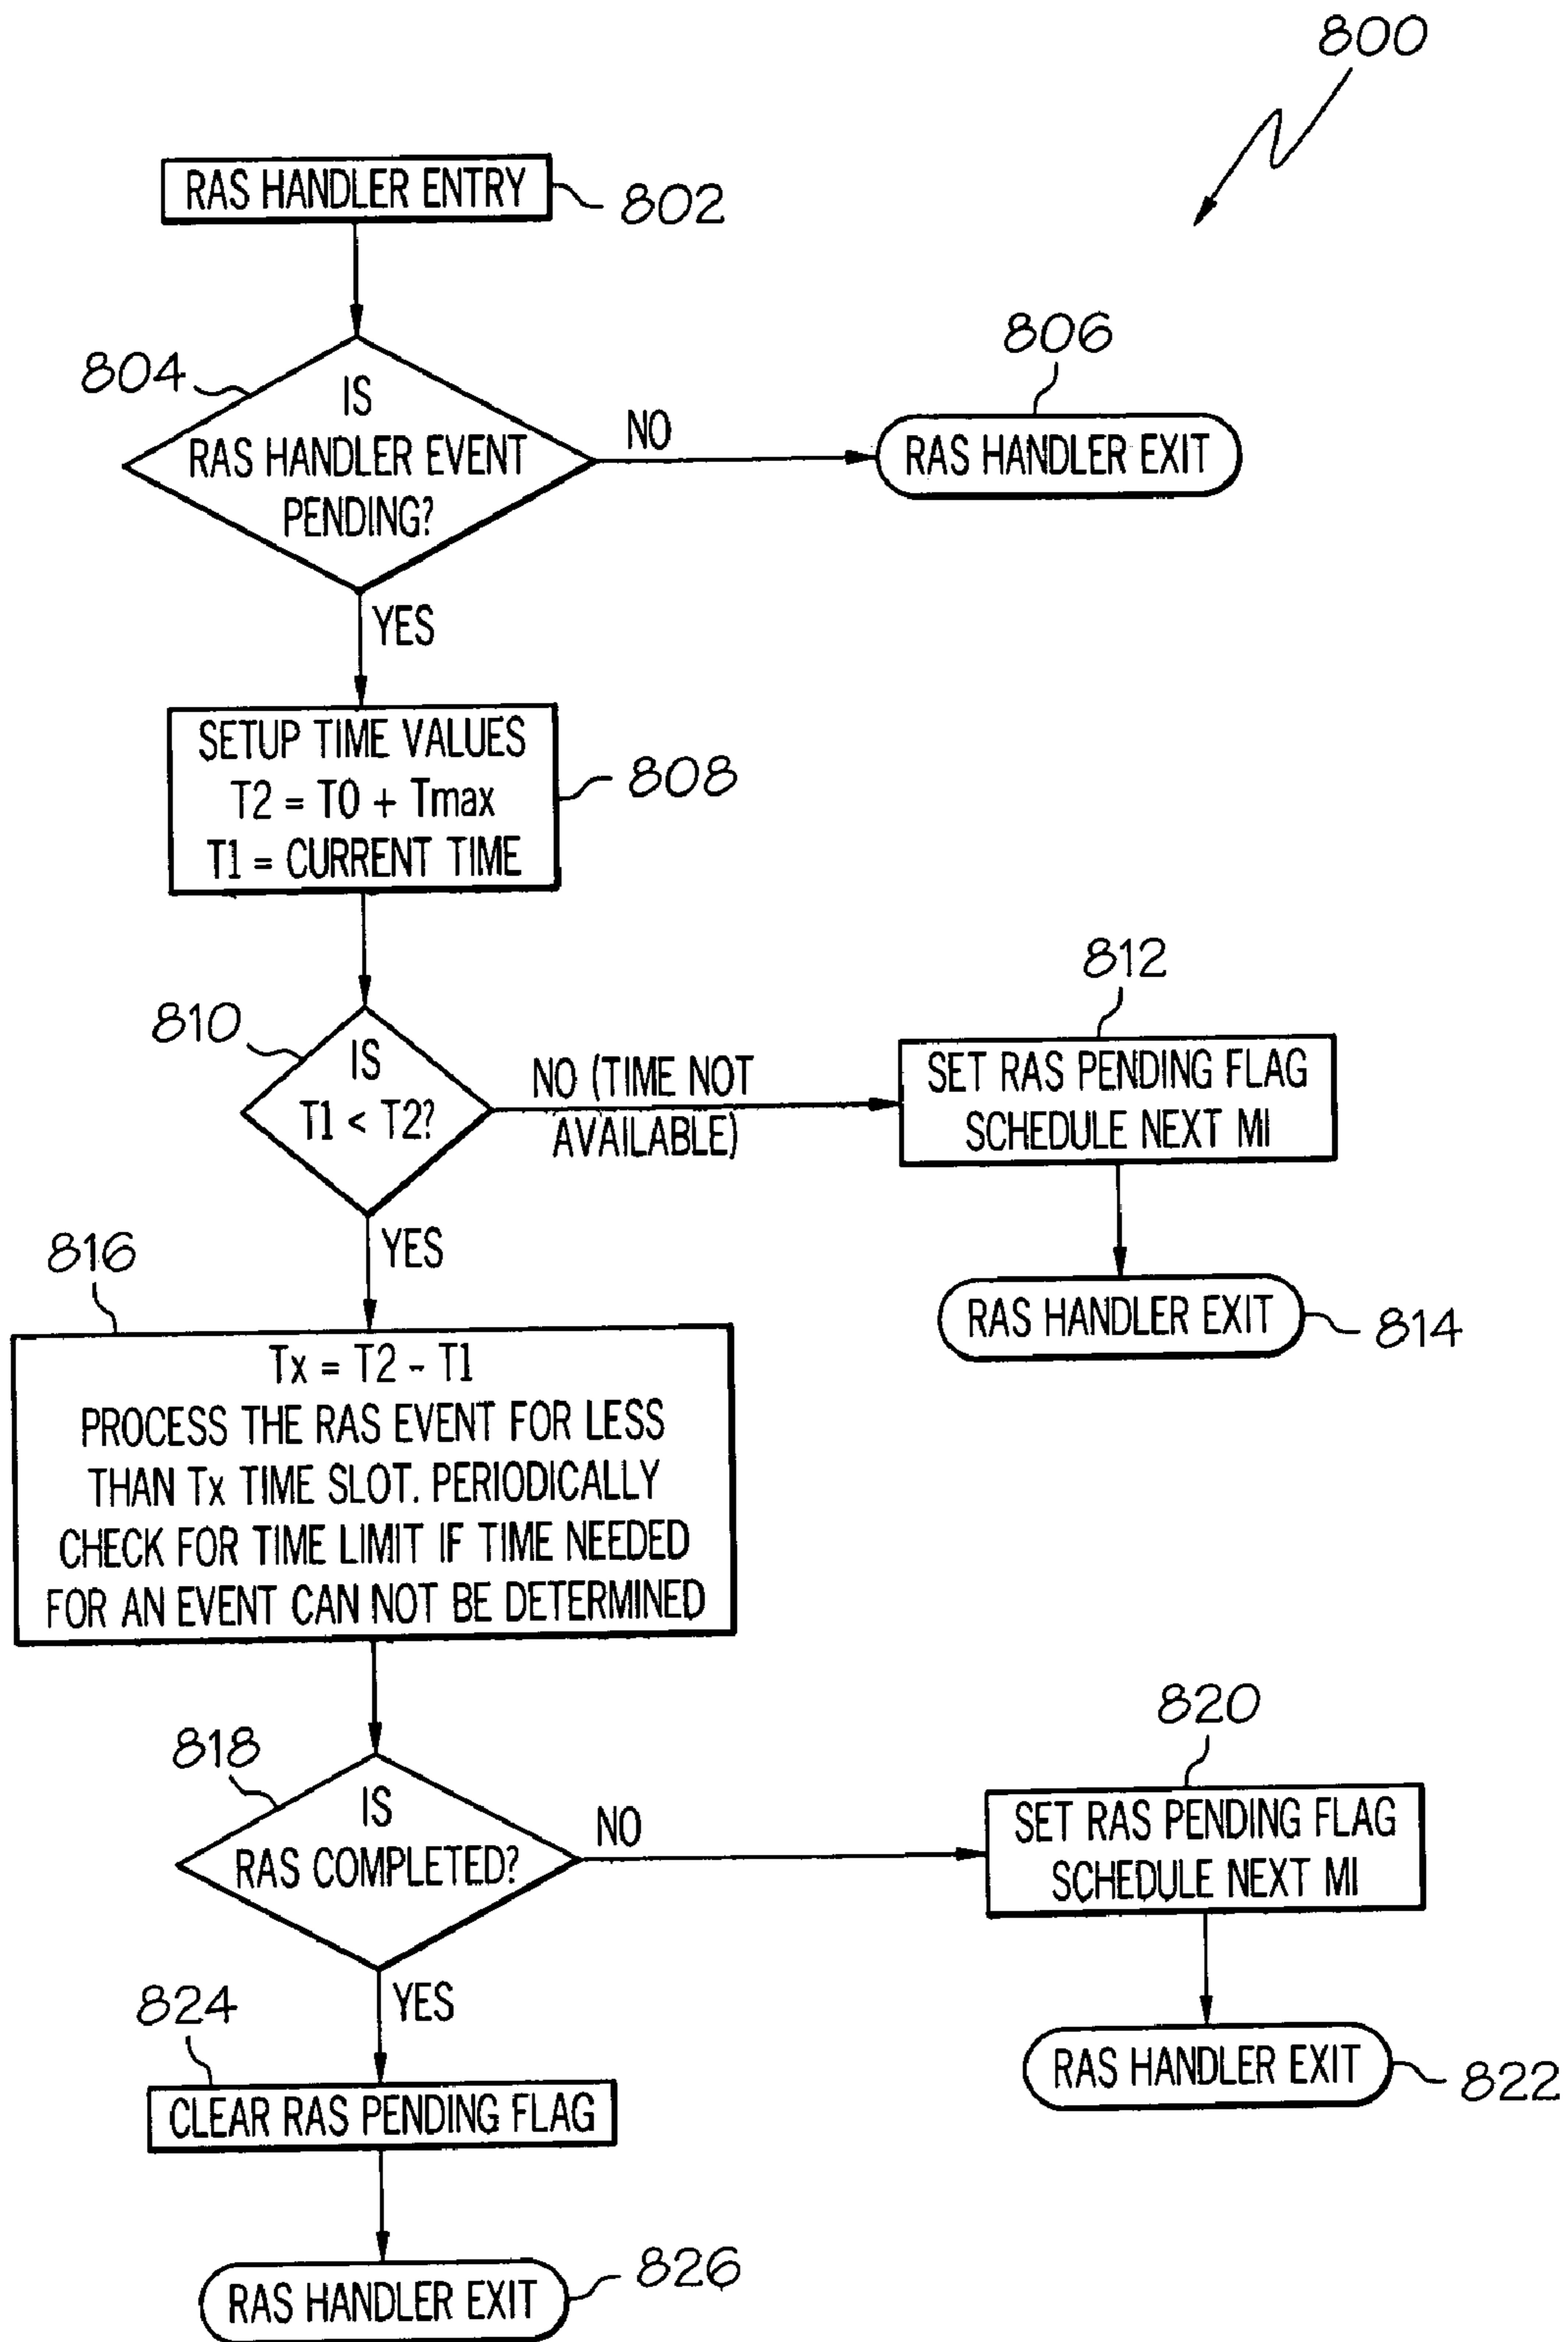 800
RAS HANDLER ENTRY
802
804
IS
RAS HANDLER EVENT
PENDING?
NO
806
RAS HANDLER EXIT
YES
SETUP TIME VALUES
T2 = T0 + Tmax
T1 = CURRENT TIME
808
810
IS
T1 < T2?
NO (TIME NOT
AVAILABLE)
812
SET RAS PENDING FLAG
SCHEDULE NEXT MI
RAS HANDLER EXIT
814
YES
816
Tx = T2 - T1
PROCESS THE RAS EVENT FOR LESS
THAN Tx TIME SLOT. PERIODICALLY
CHECK FOR TIME LIMIT IF TIME NEEDED
FOR AN EVENT CAN NOT BE DETERMINED
818
IS
RAS COMPLETED?
NO
820
SET RAS PENDING FLAG
SCHEDULE NEXT MI
RAS HANDLER EXIT
822
YES
824
CLEAR RAS PENDING FLAG
RAS HANDLER EXIT
826